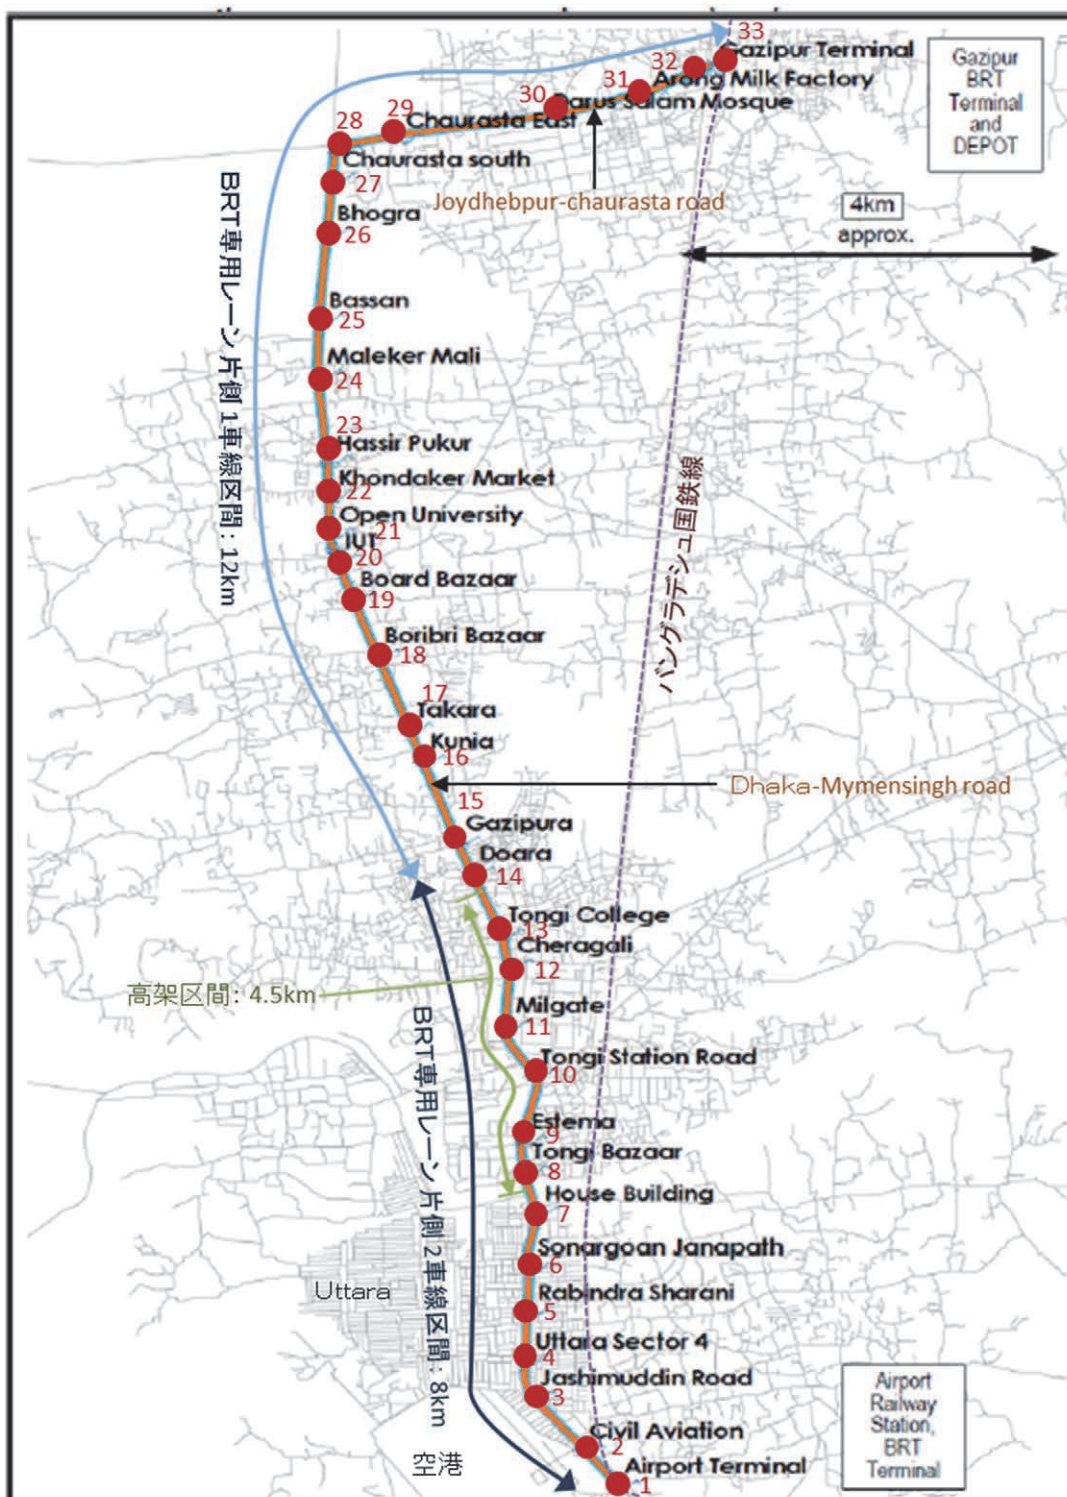 33
Gazipur Terminal
32
Arong Milk Factory
31
Darus Salam Mosque
30
Chaurasta East
29
28
Chaurasta south
27
Gazipur
BRT
Terminal
and
DEPOT
Joydhebpur-chaurasta road
Bhogra
26
4km
approx.
Bassan
25
Maleker Mali
24
23
Hassir Pukur
Khondaker Market
22
Open University
21
IUT
20
Board Bazaar
19
Boribri Bazaar
18
17
Takara
Kunia
16
BRT専用レーン片側1車線区間：12km
バングラデシュ国鉄線
Dhaka-Mymensingh road
15
Gazipura
Doara
14
Tongi College
13
Cheragali
12
高架区間：4.5km
Milgate
11
Tongi Station Road
10
Estema
9
Tongi Bazaar
8
House Building
7
Sonargoan Janapath
6
BRT専用レーン片側2車線区間：8km
Uttara
Rabindra Sharani
5
Uttara Sector 4
4
Jashimuddin Road
3
Civil Aviation
2
空港
Airport Terminal
1
Airport
Railway
Station,
BRT
Terminal